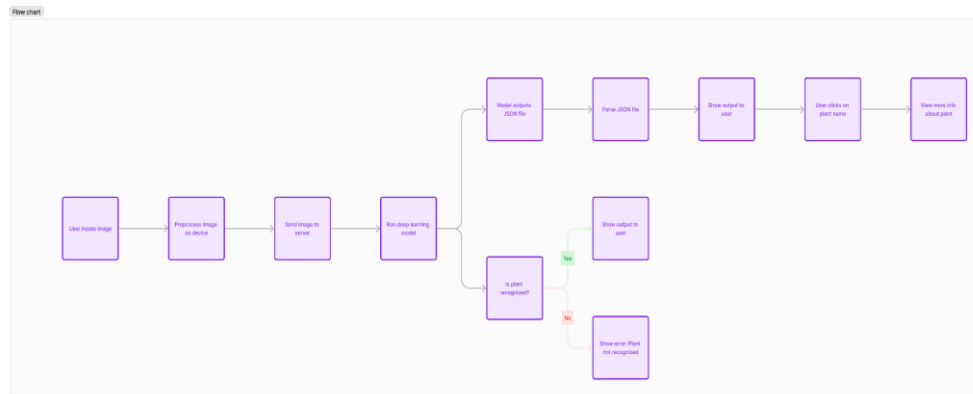 Flow chart
Model outputs
JSON file
Parse JSON file
Show output to
user
User clicks on
plant name
View more info
about plant
User inputs image
Preprocess image
on device
Send image to
server
Run deep learning
model
Show output to
user
Yes
Is plant
recognized?
No
Show error: Plant
not recognized